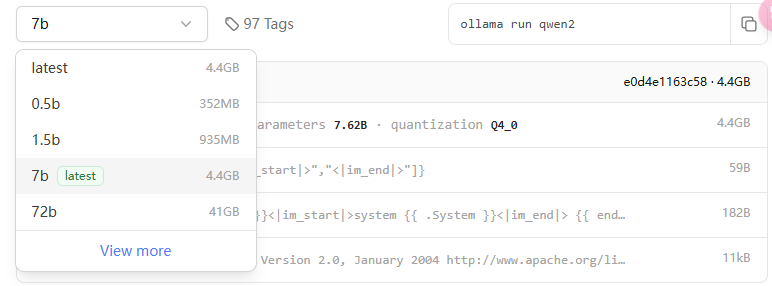 7b
97 Tags
ollama run qwen2
latest 4.4GB
0.5b 352MB
1.5b 935MB
7b latest 4.4GB
72b 41GB
View more
e0d4e1163c58 · 4.4GB
arameters 7.62B · quantization Q4_0 4.4GB
_start|>","<|im_end|>"]} 59B
}}<|im_start|>system {{ .System }}<|im_end|> {{ end… 182B
Version 2.0, January 2004 http://www.apache.org/li… 11kB